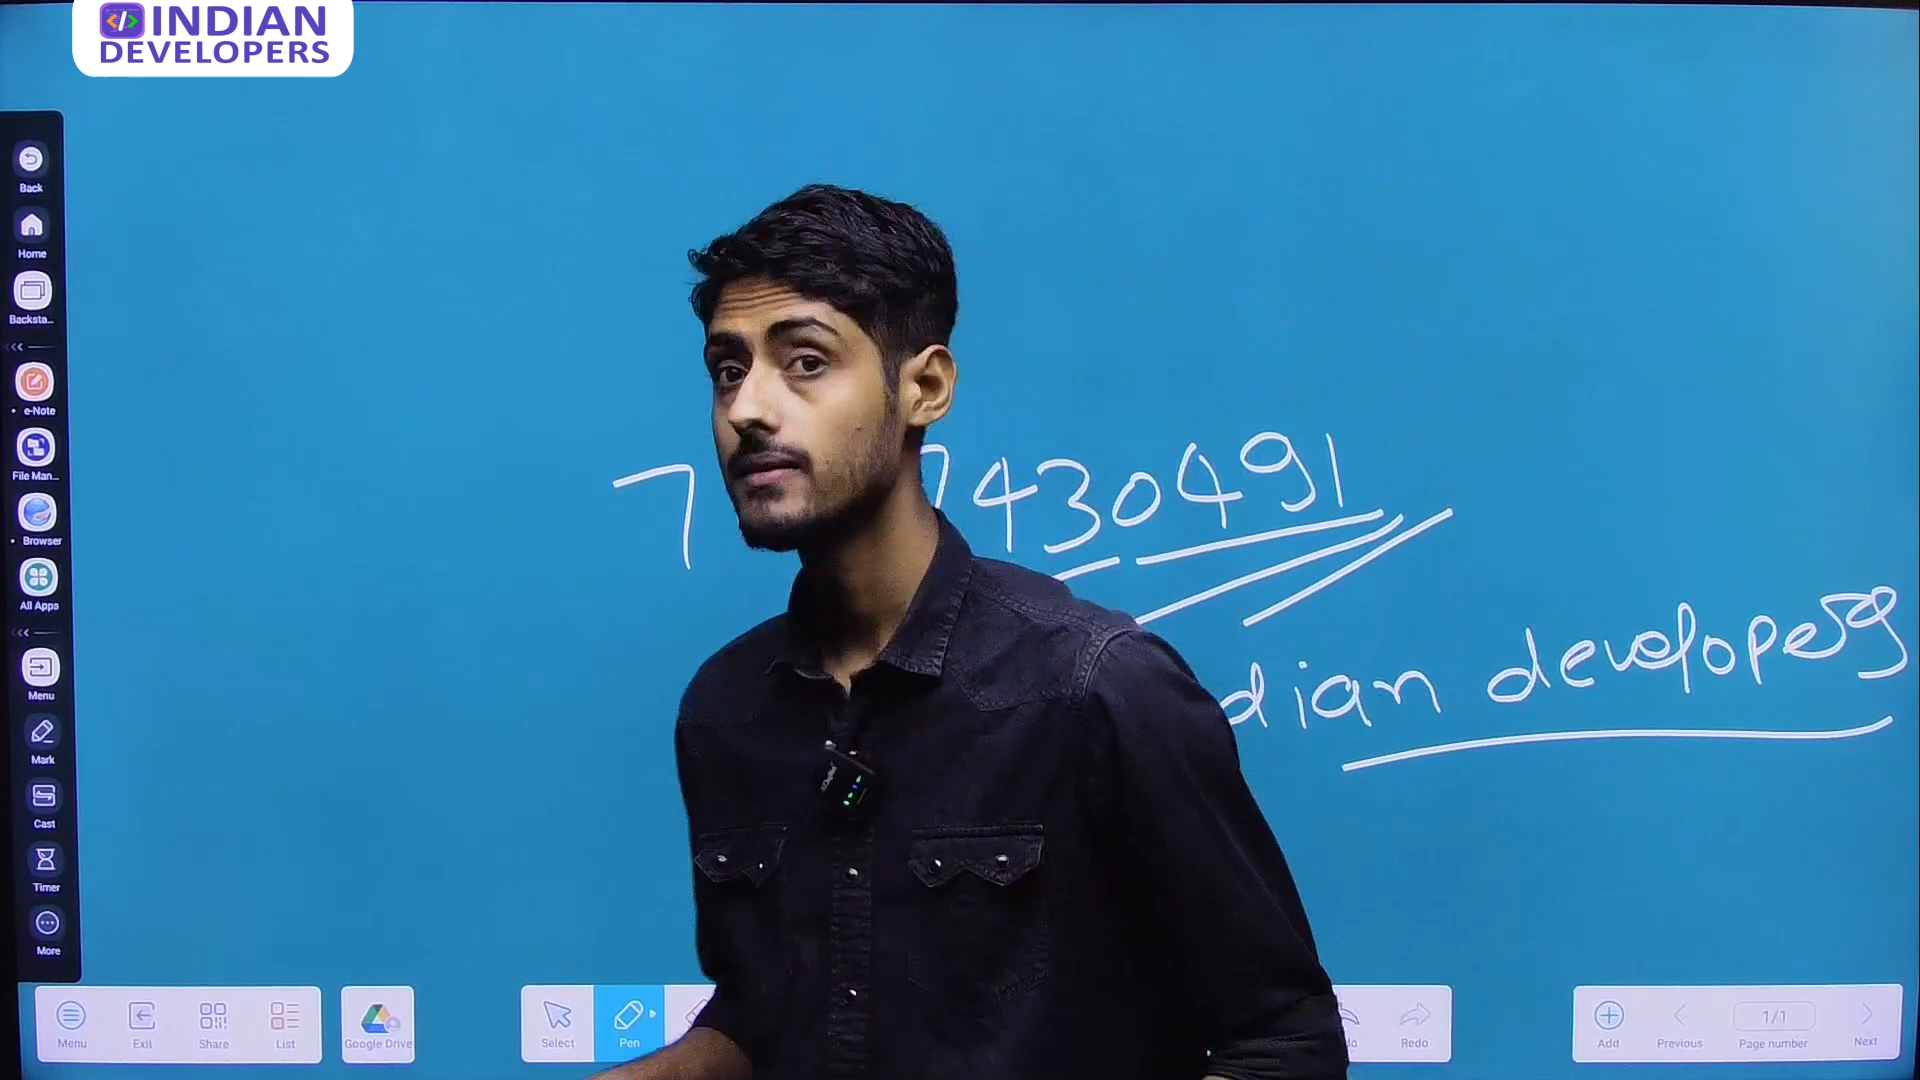 INDIAN
DEVELOPERS
Back
Home
Backsta...
e-Note
File Man...
Browser
All Apps
Menu
Mark
Cast
Timer
More
7 7430491
dian developers
Menu
Exit
Share
List
Google Drive
Select
Pen
Redo
Add
Previous
1/1
Page number
Next